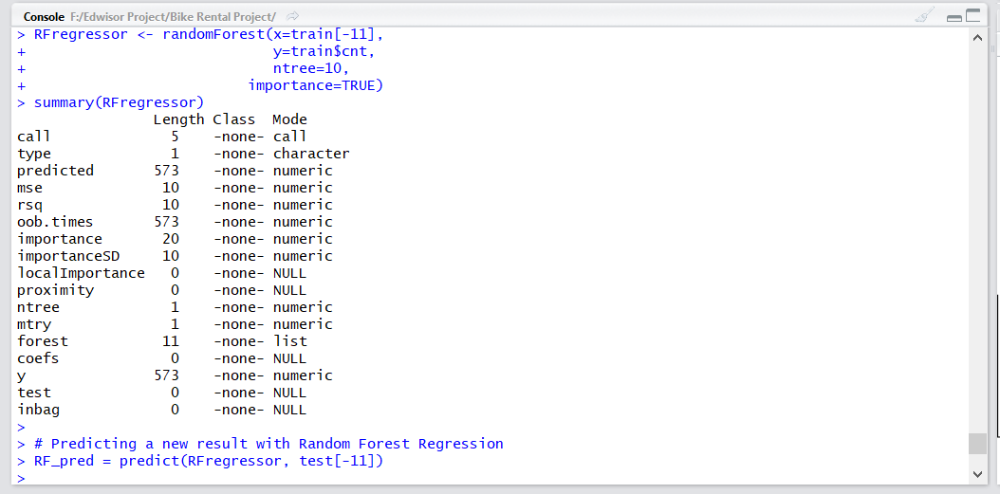 Console F:/Edwisor Project/Bike Rental Project/
> RFregressor <- randomForest(x=train[-11],
+                              y=train$cnt,
+                              ntree=10,
+                           importance=TRUE)
> summary(RFregressor)
                Length Class  Mode
call              5    -none- call
type              1    -none- character
predicted       573    -none- numeric
mse              10    -none- numeric
rsq              10    -none- numeric
oob.times       573    -none- numeric
importance       20    -none- numeric
importanceSD     10    -none- numeric
localImportance   0    -none- NULL
proximity         0    -none- NULL
ntree             1    -none- numeric
mtry              1    -none- numeric
forest           11    -none- list
coefs             0    -none- NULL
y               573    -none- numeric
test              0    -none- NULL
inbag             0    -none- NULL
>
> # Predicting a new result with Random Forest Regression
> RF_pred = predict(RFregressor, test[-11])
>